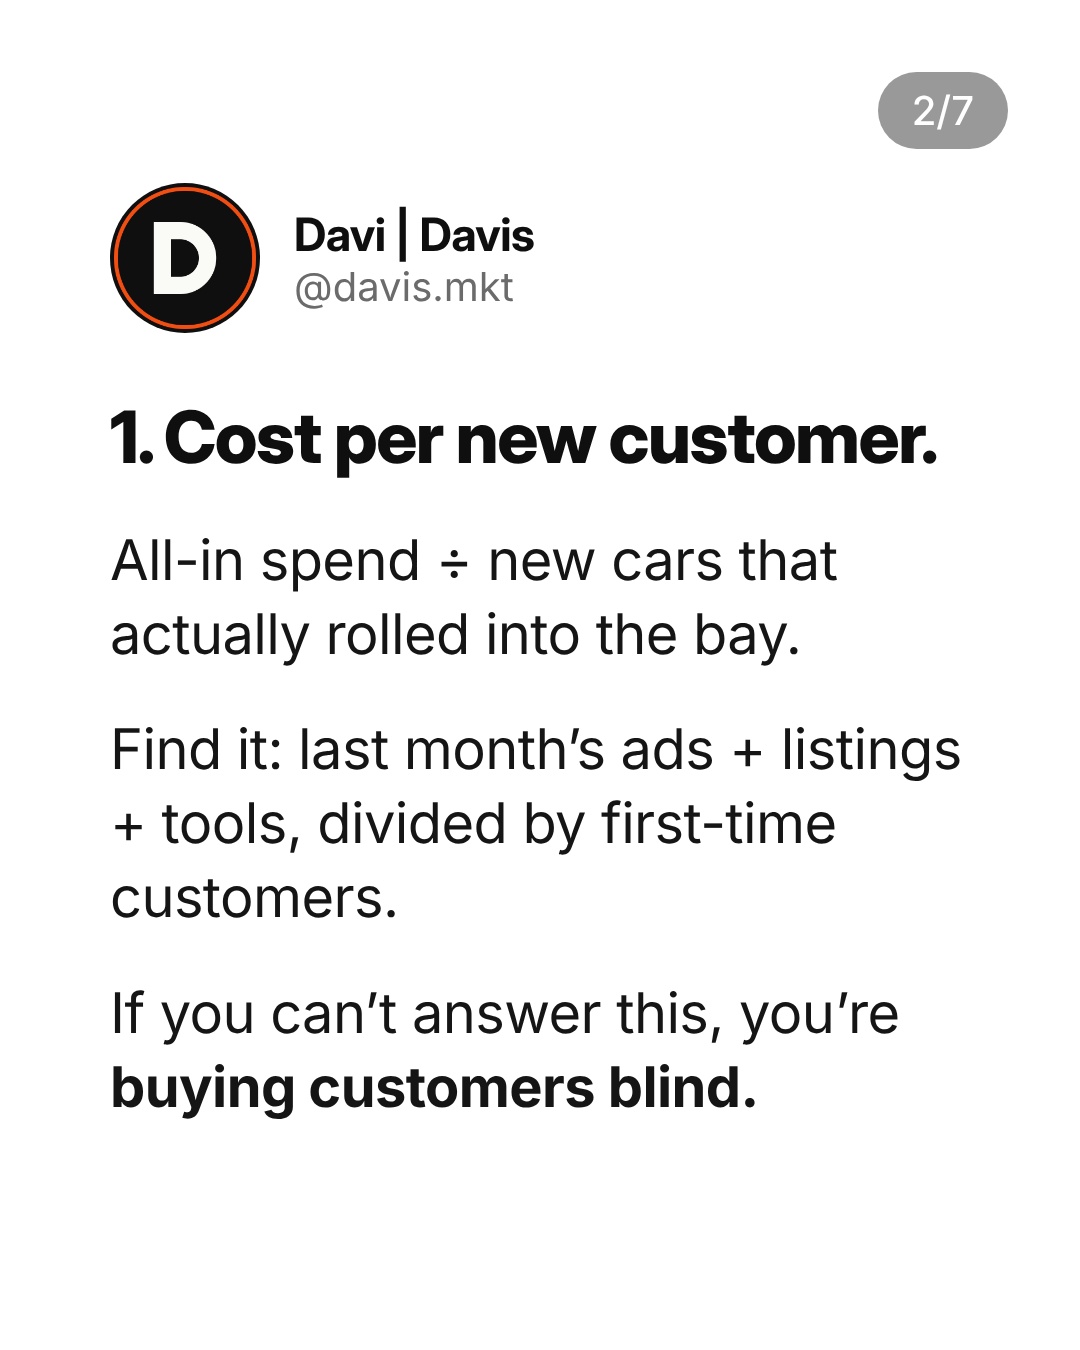 2/7
D
Davi | Davis
@davis.mkt
1. Cost per new customer.
All-in spend ÷ new cars that
actually rolled into the bay.
Find it: last month’s ads + listings
+ tools, divided by first-time
customers.
If you can’t answer this, you’re
buying customers blind.